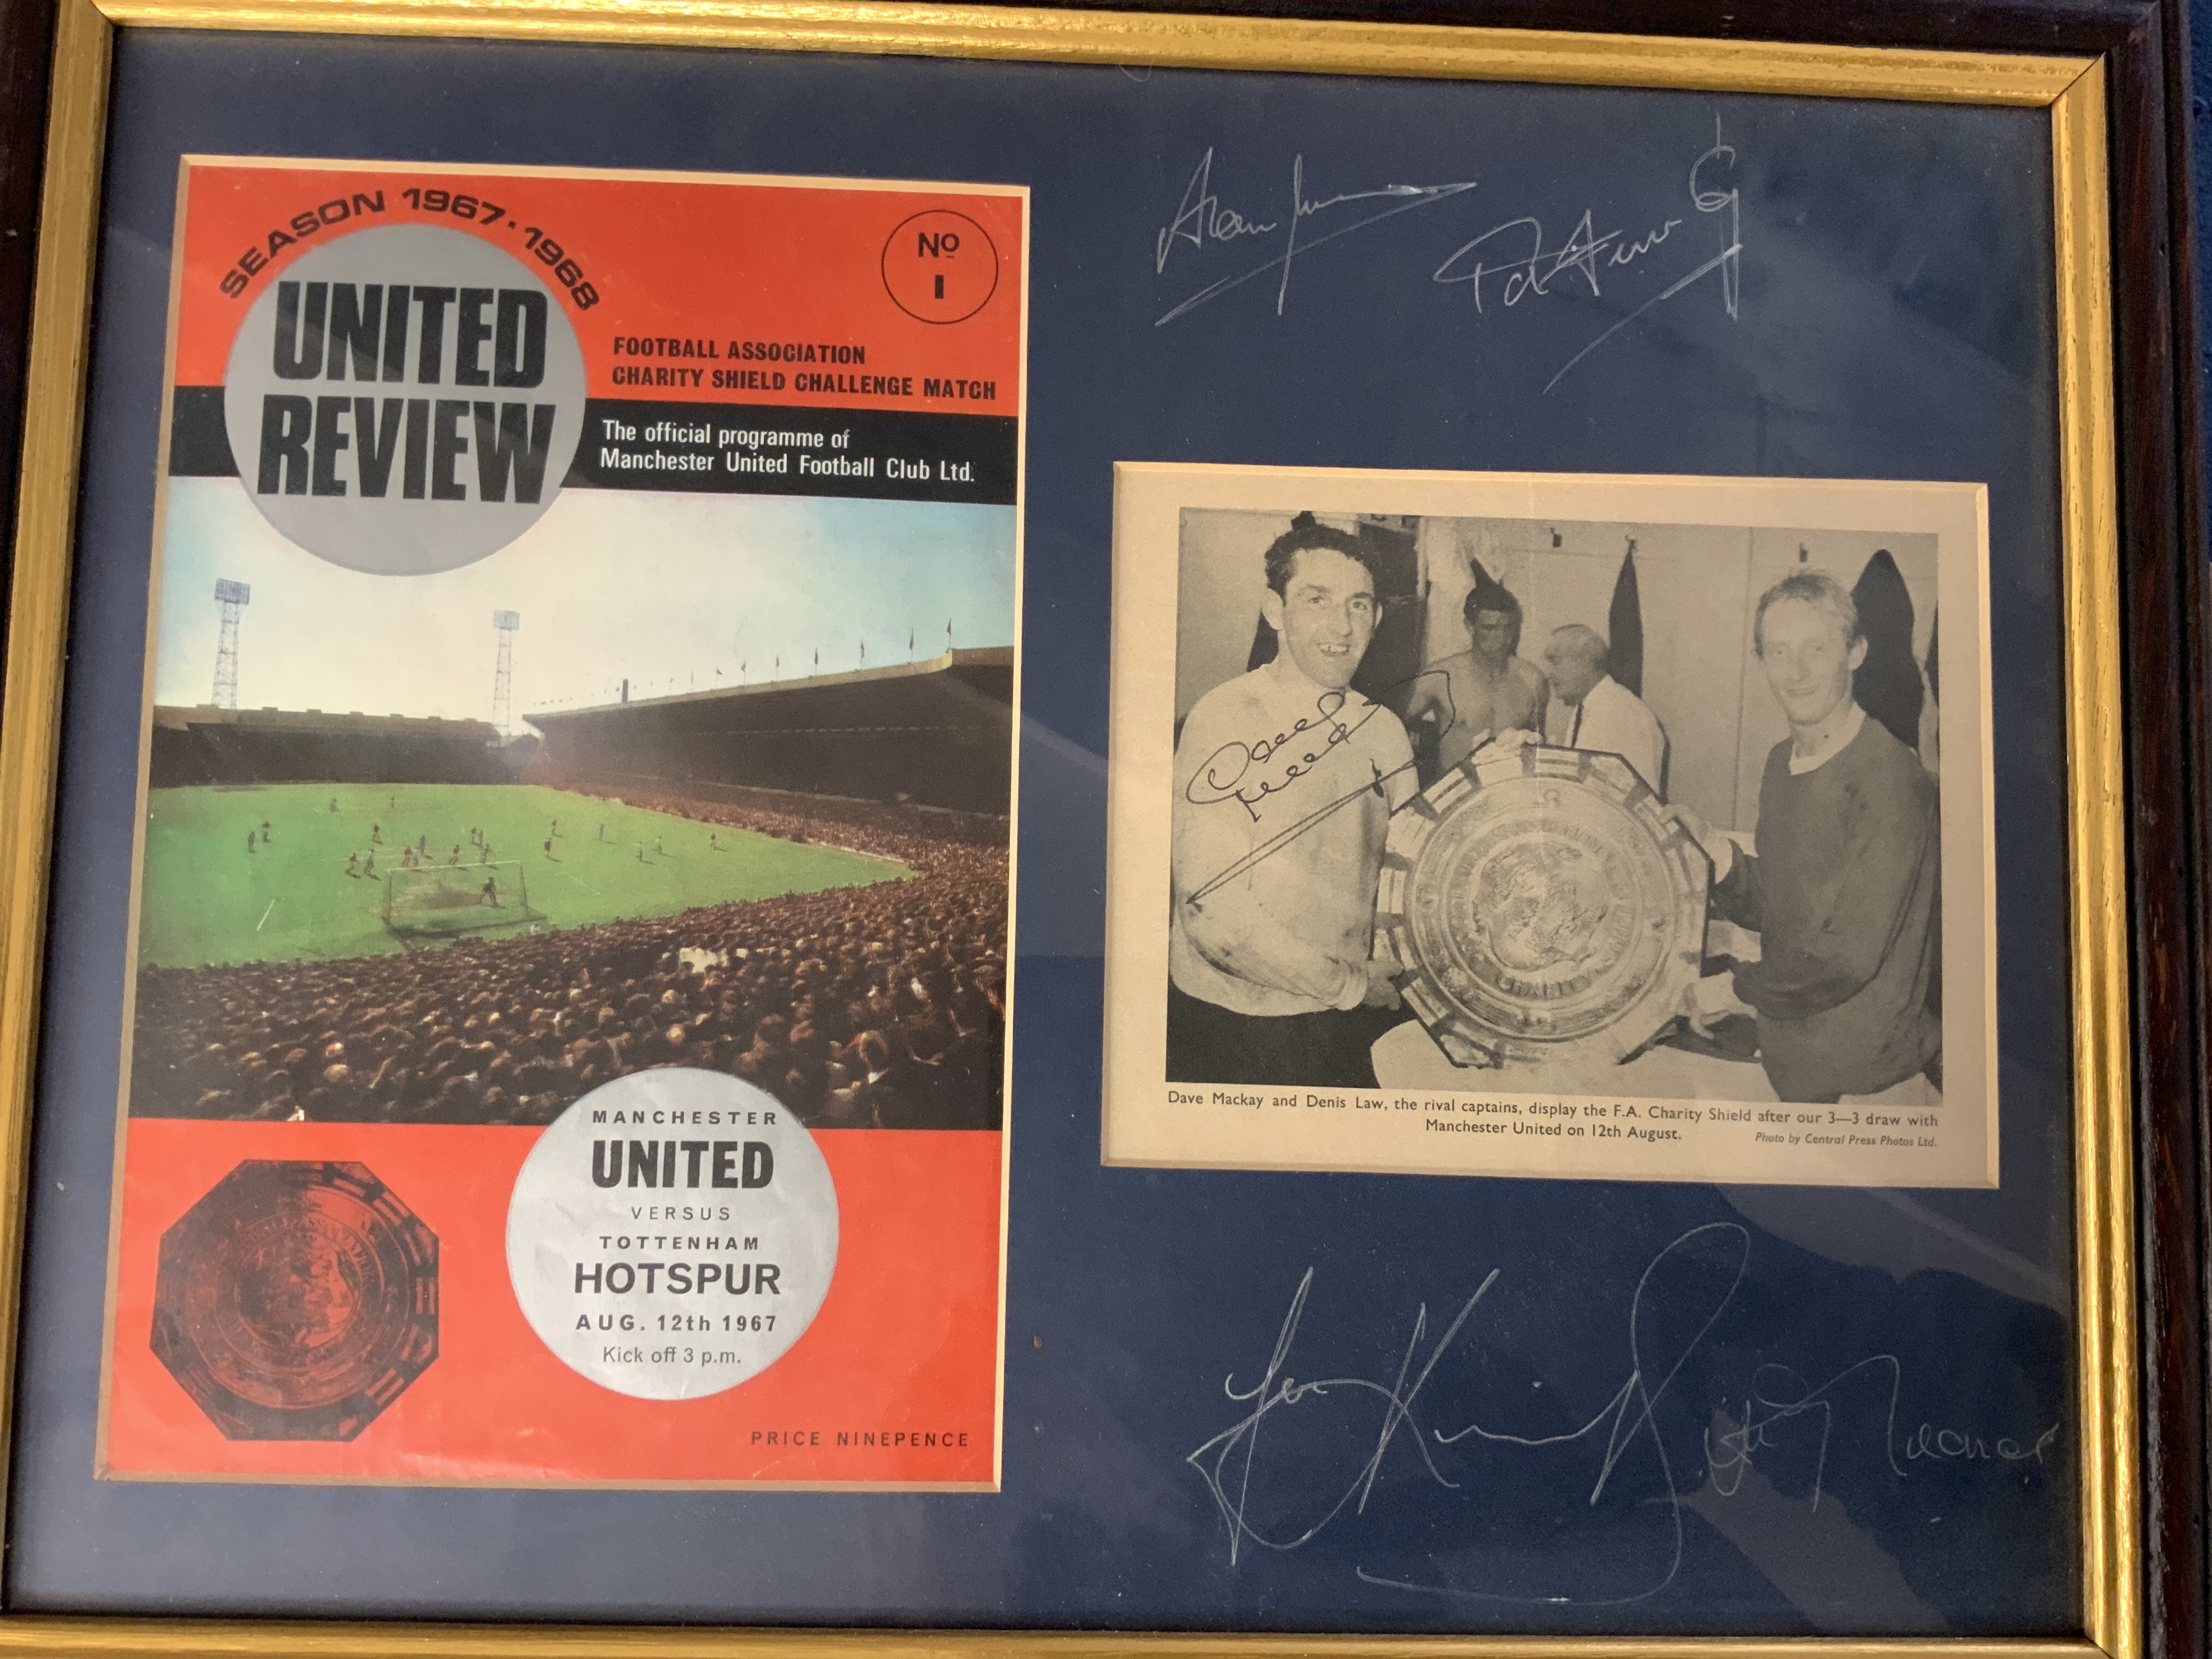 SEASON 1967·1968
UNITED
REVIEW
Nº
1
FOOTBALL ASSOCIATION
CHARITY SHIELD CHALLENGE MATCH
The official programme of
Manchester United Football Club Ltd.
MANCHESTER
UNITED
VERSUS
TOTTENHAM
HOTSPUR
AUG. 12th 1967
Kick off 3 p.m.
PRICE NINEPENCE
Dave
Mackay
Dave Mackay and Denis Law, the rival captains, display the F.A. Charity Shield after our 3—3 draw with
Manchester United on 12th August.
Photo by Central Press Photos Ltd.